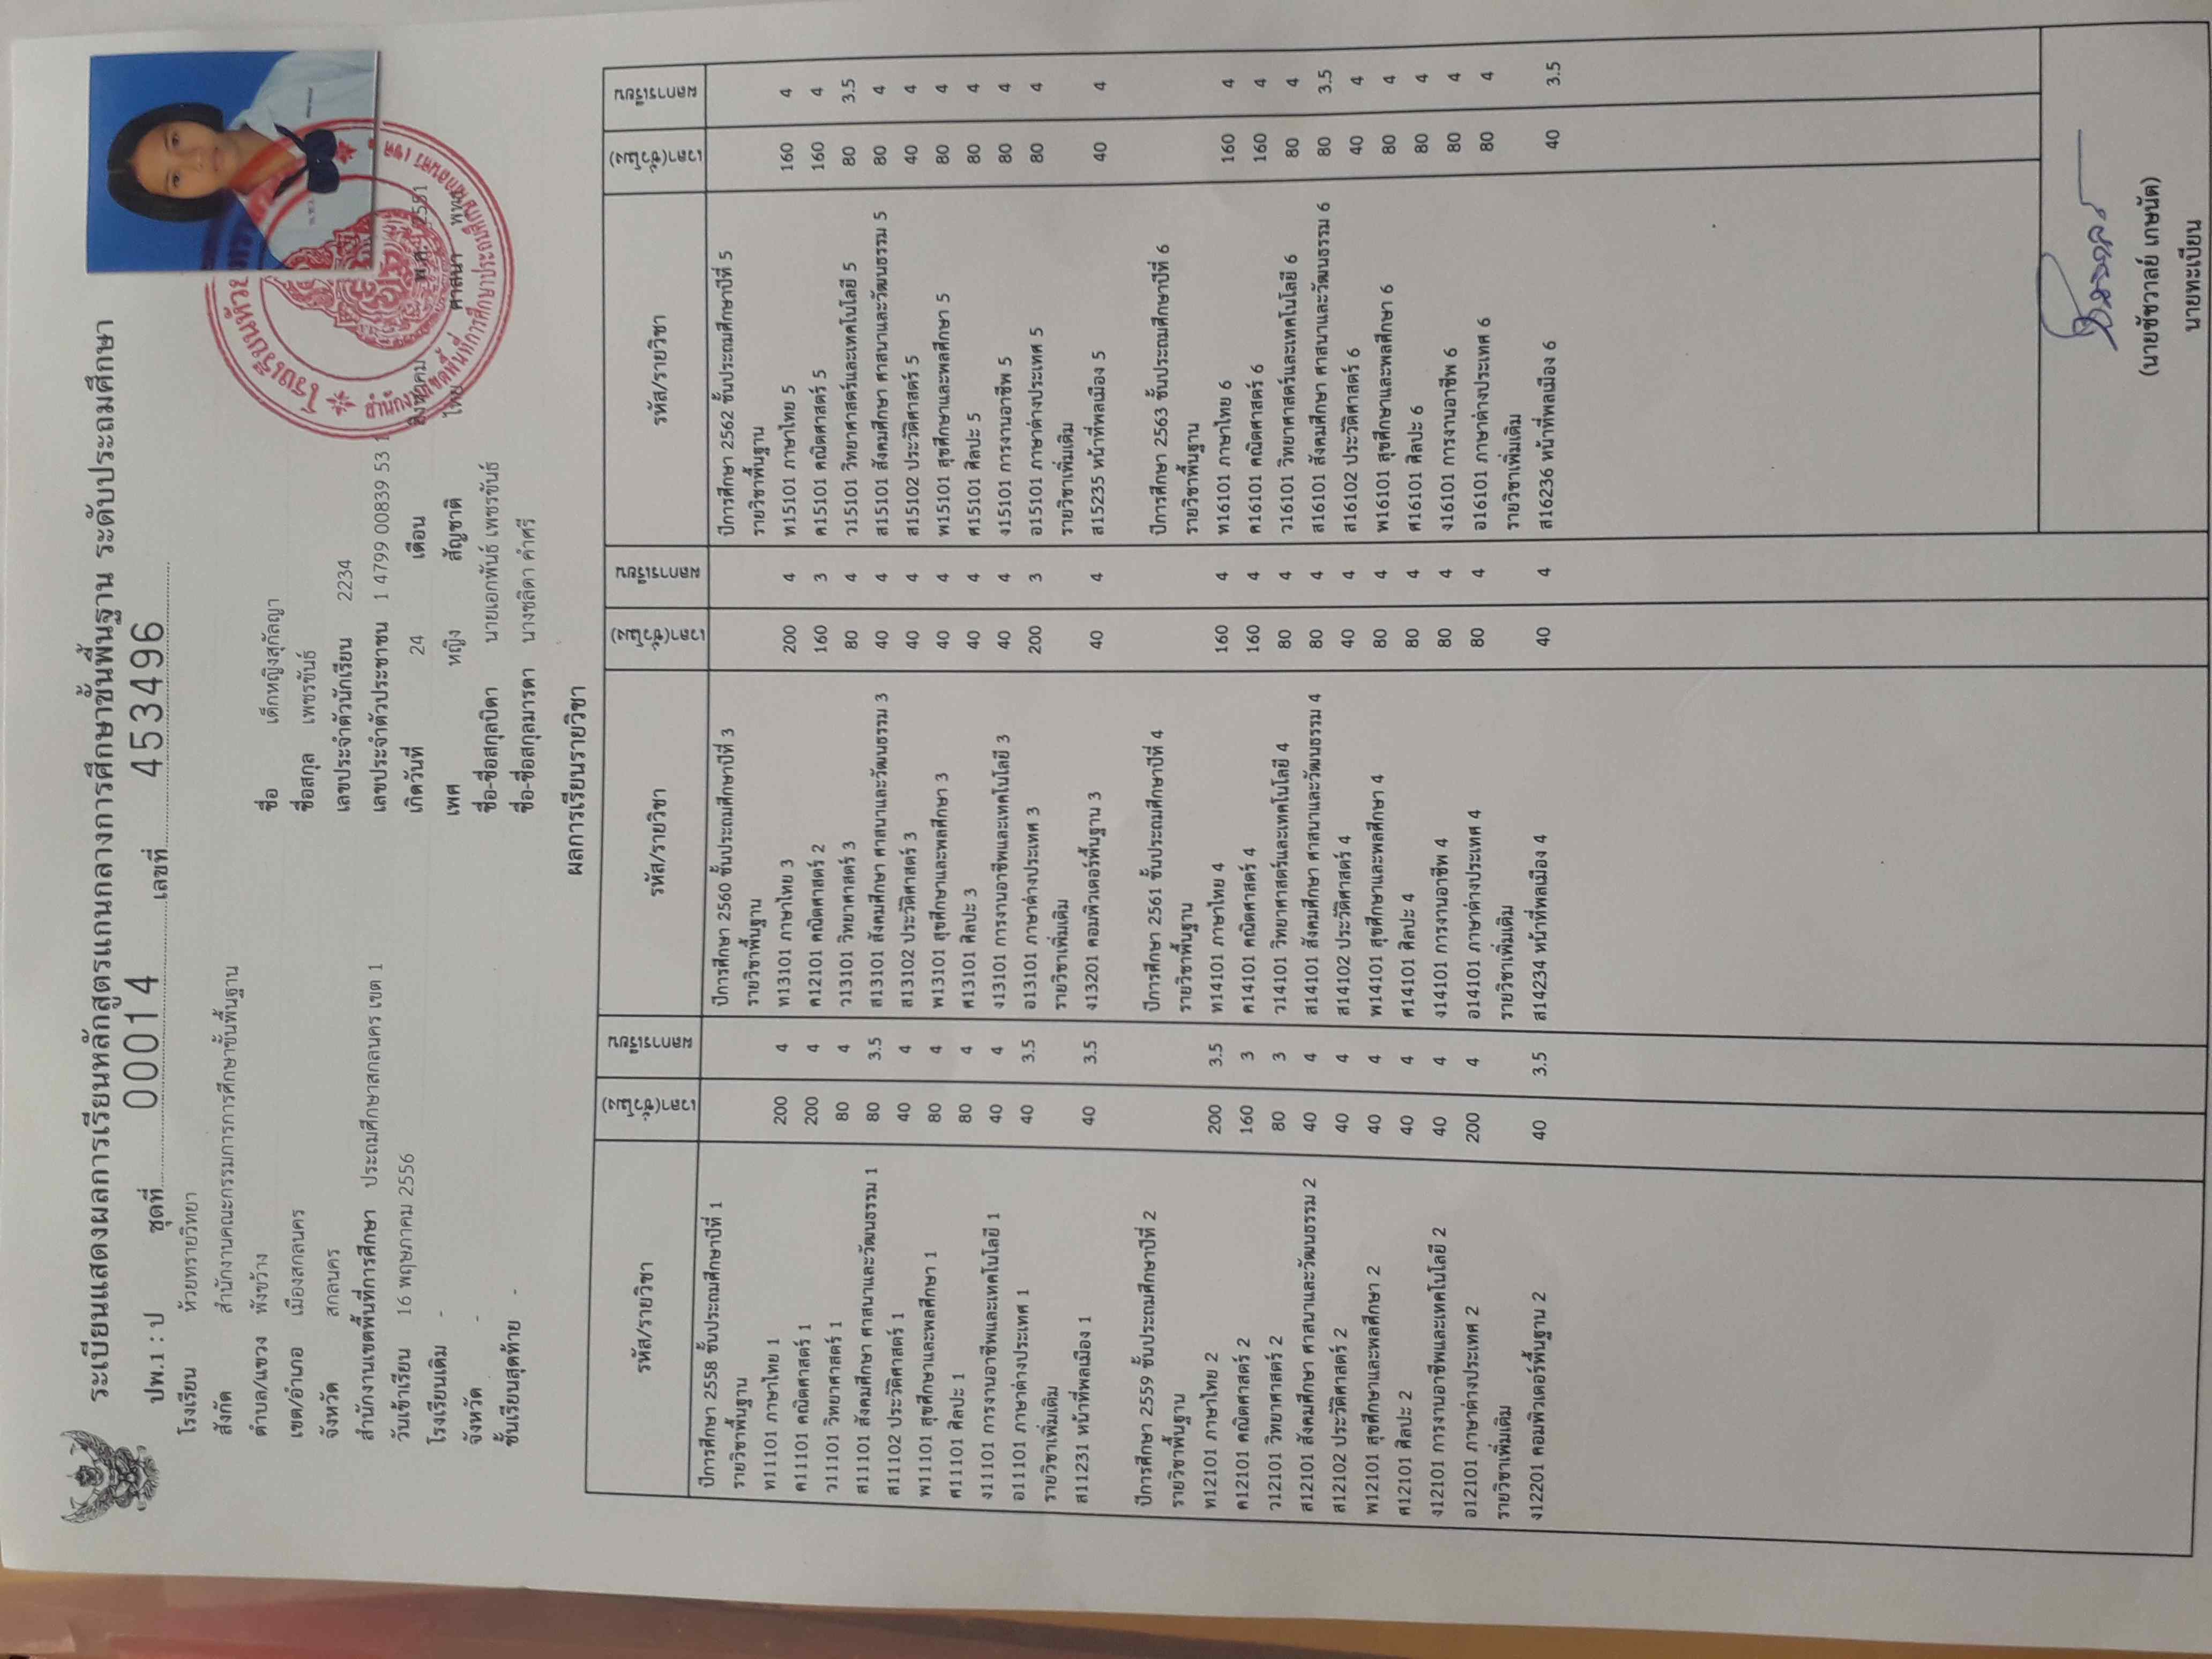 ระเบียนแสดงผลการเรียนหลักสูตรแกนกลางการศึกษาขั้นพื้นฐาน ระดับประถมศึกษา
ปพ.1 : ป ชุดที่ 00014 เลขที่ 453496
โรงเรียน ห้วยทรายวิทยา
สังกัด สำนักงานคณะกรรมการการศึกษาขั้นพื้นฐาน
ตำบล/แขวง พังขว้าง
เขต/อำเภอ เมืองสกลนคร
จังหวัด สกลนคร
สำนักงานเขตพื้นที่การศึกษา ประถมศึกษาสกลนคร เขต 1
วันเข้าเรียน 16 พฤษภาคม 2556
โรงเรียนเดิม -
จังหวัด -
ชั้นเรียนสุดท้าย -
ชื่อ เด็กหญิงสุกัลญา
ชื่อสกุล เพชรขันธ์
เลขประจำตัวนักเรียน 2234
เลขประจำตัวประชาชน 1 4799 00839 53 1
เกิดวันที่ 24 เดือน สิงหาคม พ.ศ. 2551
เพศ หญิง สัญชาติ ไทย ศาสนา พุทธ
ชื่อ-ชื่อสกุลบิดา นายเอกพันธ์ เพชรขันธ์
ชื่อ-ชื่อสกุลมารดา นางชลิดา คำศรี
ผลการเรียนรายวิชา
รหัส/รายวิชา เวลา(ชั่วโมง) ผลการเรียน
ปีการศึกษา 2558 ชั้นประถมศึกษาปีที่ 1
รายวิชาพื้นฐาน
ท11101 ภาษาไทย 1 200 4
ค11101 คณิตศาสตร์ 1 200 4
ว11101 วิทยาศาสตร์ 1 80 4
ส11101 สังคมศึกษา ศาสนาและวัฒนธรรม 1 80 3.5
ส11102 ประวัติศาสตร์ 1 40 4
พ11101 สุขศึกษาและพลศึกษา 1 80 4
ศ11101 ศิลปะ 1 80 4
ง11101 การงานอาชีพและเทคโนโลยี 1 40 4
อ11101 ภาษาต่างประเทศ 1 40 3.5
รายวิชาเพิ่มเติม
ส11231 หน้าที่พลเมือง 1 40 3.5
ปีการศึกษา 2559 ชั้นประถมศึกษาปีที่ 2
รายวิชาพื้นฐาน
ท12101 ภาษาไทย 2 200 3.5
ค12101 คณิตศาสตร์ 2 160 3
ว12101 วิทยาศาสตร์ 2 80 3
ส12101 สังคมศึกษา ศาสนาและวัฒนธรรม 2 40 4
ส12102 ประวัติศาสตร์ 2 40 4
พ12101 สุขศึกษาและพลศึกษา 2 40 4
ศ12101 ศิลปะ 2 40 4
ง12101 การงานอาชีพและเทคโนโลยี 2 40 4
อ12101 ภาษาต่างประเทศ 2 200 4
รายวิชาเพิ่มเติม
ง12201 คอมพิวเตอร์พื้นฐาน 2 40 3.5
รหัส/รายวิชา เวลา(ชั่วโมง) ผลการเรียน
ปีการศึกษา 2560 ชั้นประถมศึกษาปีที่ 3
รายวิชาพื้นฐาน
ท13101 ภาษาไทย 3 200 4
ค12101 คณิตศาสตร์ 2 160 3
ว13101 วิทยาศาสตร์ 3 80 4
ส13101 สังคมศึกษา ศาสนาและวัฒนธรรม 3 40 4
ส13102 ประวัติศาสตร์ 3 40 4
พ13101 สุขศึกษาและพลศึกษา 3 40 4
ศ13101 ศิลปะ 3 40 4
ง13101 การงานอาชีพและเทคโนโลยี 3 40 4
อ13101 ภาษาต่างประเทศ 3 200 3
รายวิชาเพิ่มเติม
ง13201 คอมพิวเตอร์พื้นฐาน 3 40 4
ปีการศึกษา 2561 ชั้นประถมศึกษาปีที่ 4
รายวิชาพื้นฐาน
ท14101 ภาษาไทย 4 160 4
ค14101 คณิตศาสตร์ 4 160 4
ว14101 วิทยาศาสตร์และเทคโนโลยี 4 80 4
ส14101 สังคมศึกษา ศาสนาและวัฒนธรรม 4 80 4
ส14102 ประวัติศาสตร์ 4 40 4
พ14101 สุขศึกษาและพลศึกษา 4 80 4
ศ14101 ศิลปะ 4 80 4
ง14101 การงานอาชีพ 4 80 4
อ14101 ภาษาต่างประเทศ 4 80 4
รายวิชาเพิ่มเติม
ส14234 หน้าที่พลเมือง 4 40 4
รหัส/รายวิชา เวลา(ชั่วโมง) ผลการเรียน
ปีการศึกษา 2562 ชั้นประถมศึกษาปีที่ 5
รายวิชาพื้นฐาน
ท15101 ภาษาไทย 5 160 4
ค15101 คณิตศาสตร์ 5 160 4
ว15101 วิทยาศาสตร์และเทคโนโลยี 5 80 3.5
ส15101 สังคมศึกษา ศาสนาและวัฒนธรรม 5 80 4
ส15102 ประวัติศาสตร์ 5 40 4
พ15101 สุขศึกษาและพลศึกษา 5 80 4
ศ15101 ศิลปะ 5 80 4
ง15101 การงานอาชีพ 5 80 4
อ15101 ภาษาต่างประเทศ 5 80 4
รายวิชาเพิ่มเติม
ส15235 หน้าที่พลเมือง 5 40 4
ปีการศึกษา 2563 ชั้นประถมศึกษาปีที่ 6
รายวิชาพื้นฐาน
ท16101 ภาษาไทย 6 160 4
ค16101 คณิตศาสตร์ 6 160 4
ว16101 วิทยาศาสตร์และเทคโนโลยี 6 80 4
ส16101 สังคมศึกษา ศาสนาและวัฒนธรรม 6 80 3.5
ส16102 ประวัติศาสตร์ 6 40 4
พ16101 สุขศึกษาและพลศึกษา 6 80 4
ศ16101 ศิลปะ 6 80 4
ง16101 การงานอาชีพ 6 80 4
อ16101 ภาษาต่างประเทศ 6 80 4
รายวิชาเพิ่มเติม
ส16236 หน้าที่พลเมือง 6 40 3.5
(นายชัชวาลย์ เกษนัด)
นายทะเบียน